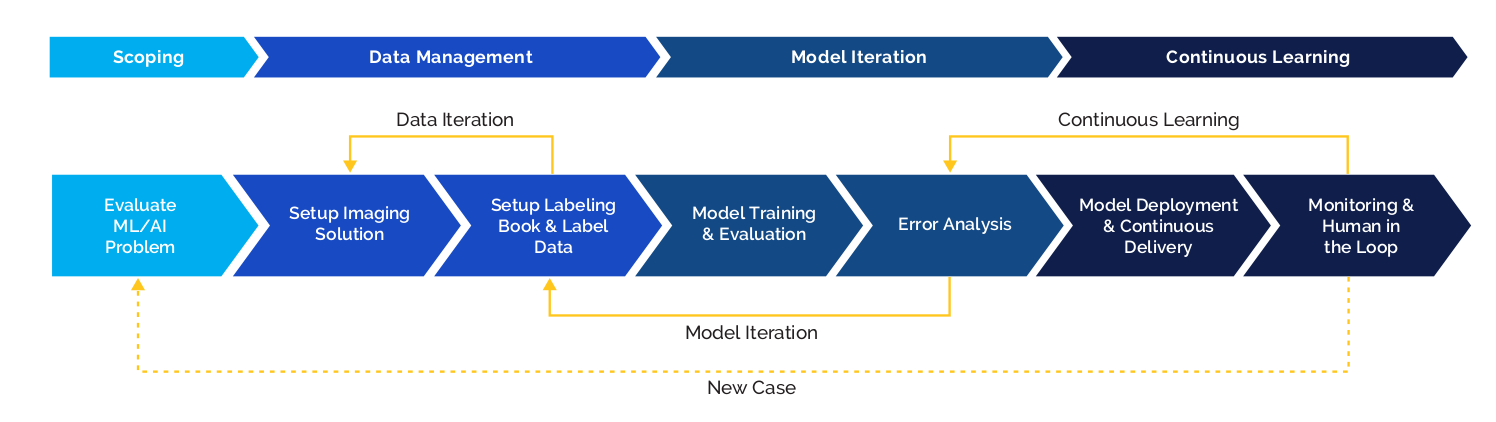 Scoping
Data Management
Model Iteration
Continuous Learning
Data Iteration
Continuous Learning
Evaluate
ML/AI
Problem
Setup Imaging
Solution
Setup Labeling
Book & Label
Data
Model Training
& Evaluation
Error Analysis
Model Deployment
& Continuous
Delivery
Monitoring &
Human in
the Loop
Model Iteration
New Case